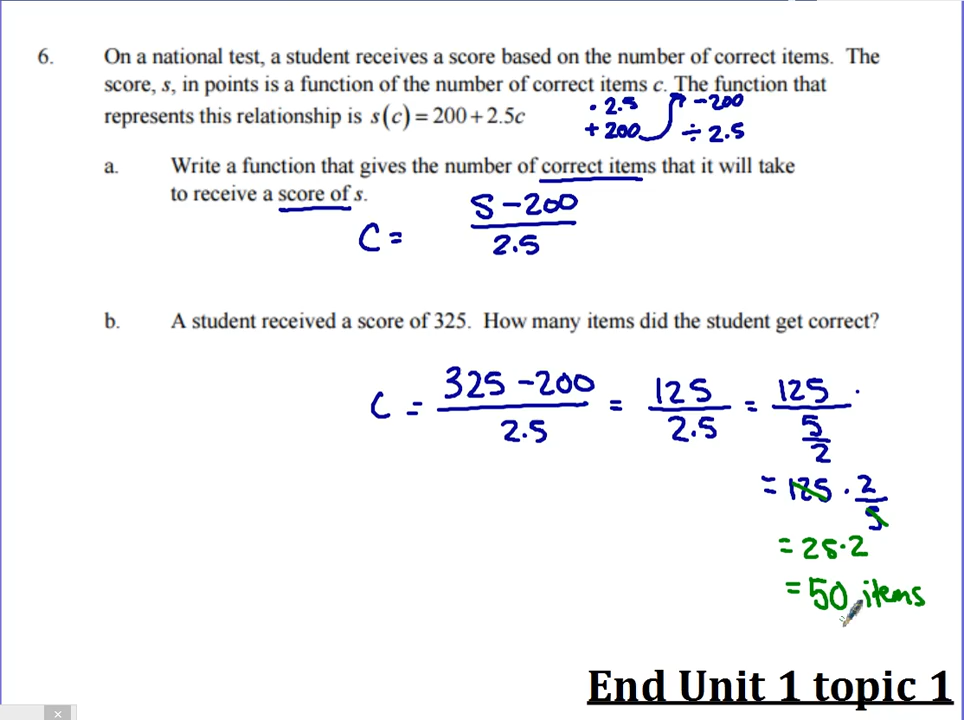 6. On a national test, a student receives a score based on the number of correct items. The
score, s, in points is a function of the number of correct items c. The function that
represents this relationship is s(c) = 200 + 2.5c
· 2.5 - 200
+ 200 ÷ 2.5
a. Write a function that gives the number of correct items that it will take
to receive a score of s.
C = (S - 200) / 2.5
b. A student received a score of 325. How many items did the student get correct?
C = (325 - 200) / 2.5 = 125 / 2.5 = 125 / (5/2)
= 125 · 2/5
= 25·2
= 50 items
End Unit 1 topic 1